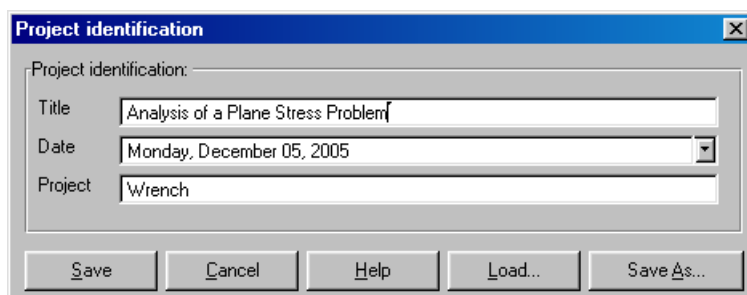 Project identification
Project identification:
Title Analysis of a Plane Stress Problem
Date Monday, December 05, 2005
Project Wrench
Save Cancel Help Load... Save As...